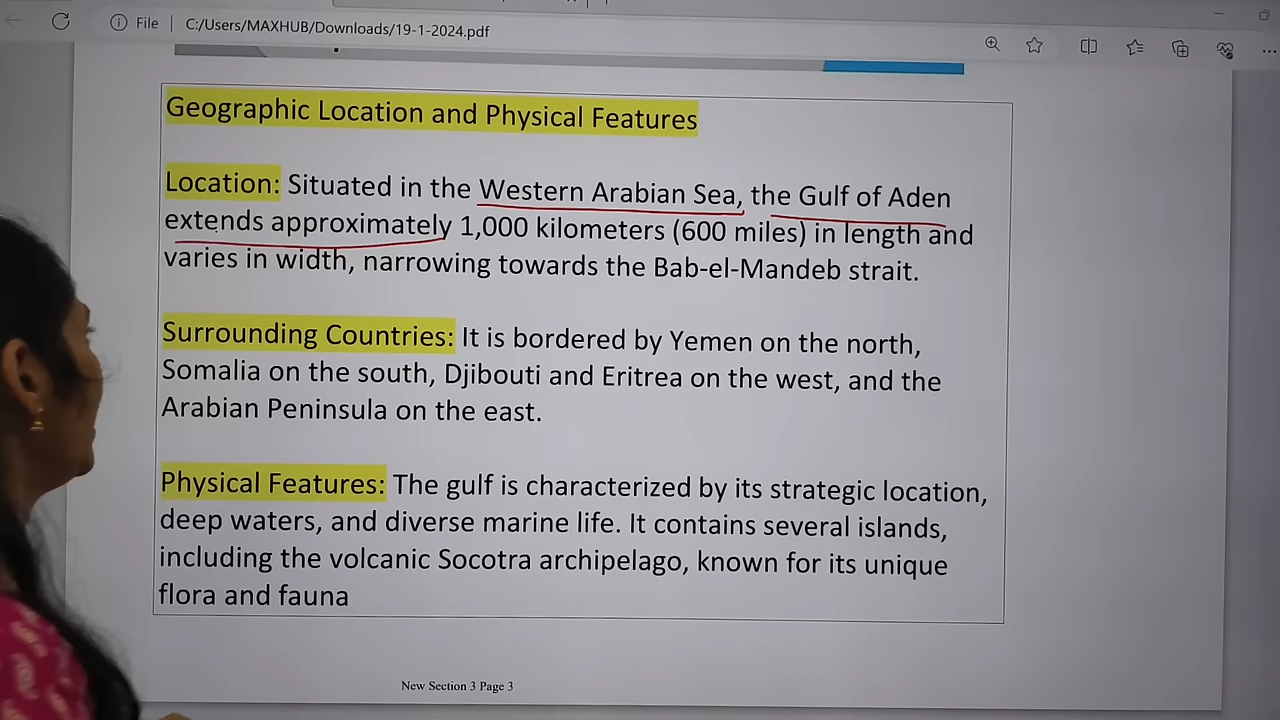 File | C:/Users/MAXHUB/Downloads/19-1-2024.pdf
Geographic Location and Physical Features
Location: Situated in the Western Arabian Sea, the Gulf of Aden
extends approximately 1,000 kilometers (600 miles) in length and
varies in width, narrowing towards the Bab-el-Mandeb strait.
Surrounding Countries: It is bordered by Yemen on the north,
Somalia on the south, Djibouti and Eritrea on the west, and the
Arabian Peninsula on the east.
Physical Features: The gulf is characterized by its strategic location,
deep waters, and diverse marine life. It contains several islands,
including the volcanic Socotra archipelago, known for its unique
flora and fauna
New Section 3 Page 3